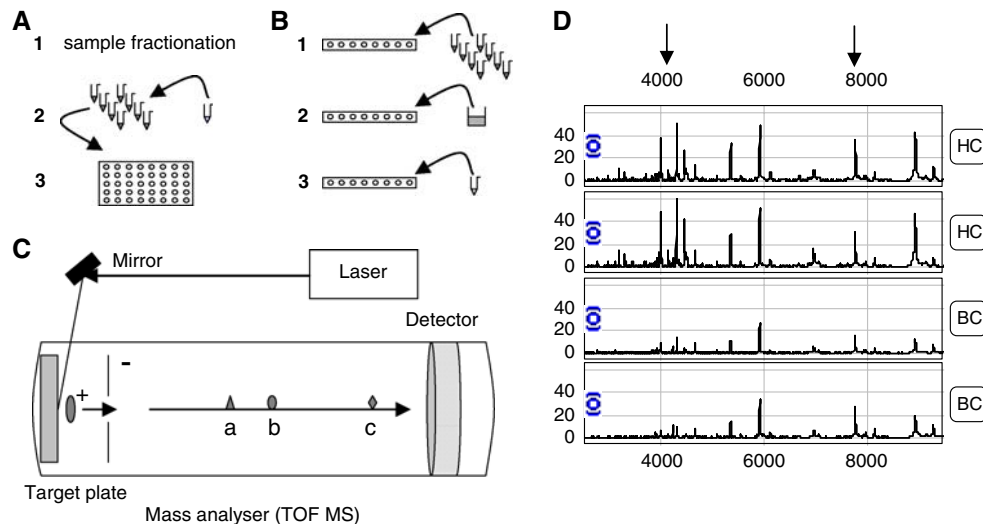 A
1 sample fractionation
2
3
B
1
2
3
C
Mirror
Laser
Detector
+
-
a b c
Target plate
Mass analyser (TOF MS)
D
4000 6000 8000
40
20
0
HC
40
20
0
HC
40
20
0
BC
40
20
0
BC
4000 6000 8000